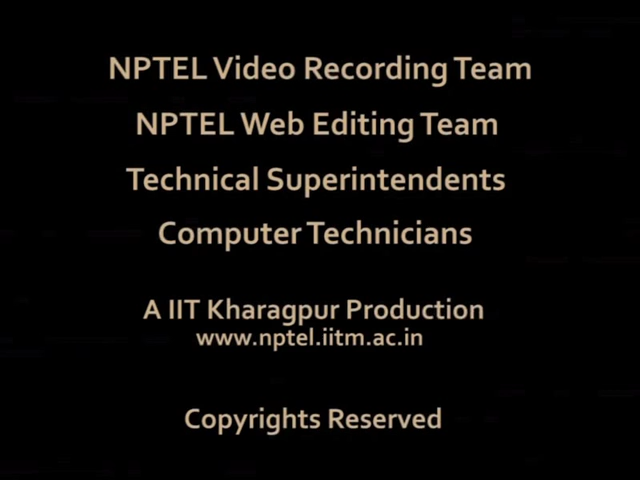 NPTEL Video Recording Team
NPTEL Web Editing Team
Technical Superintendents
Computer Technicians
A IIT Kharagpur Production
www.nptel.iitm.ac.in
Copyrights Reserved